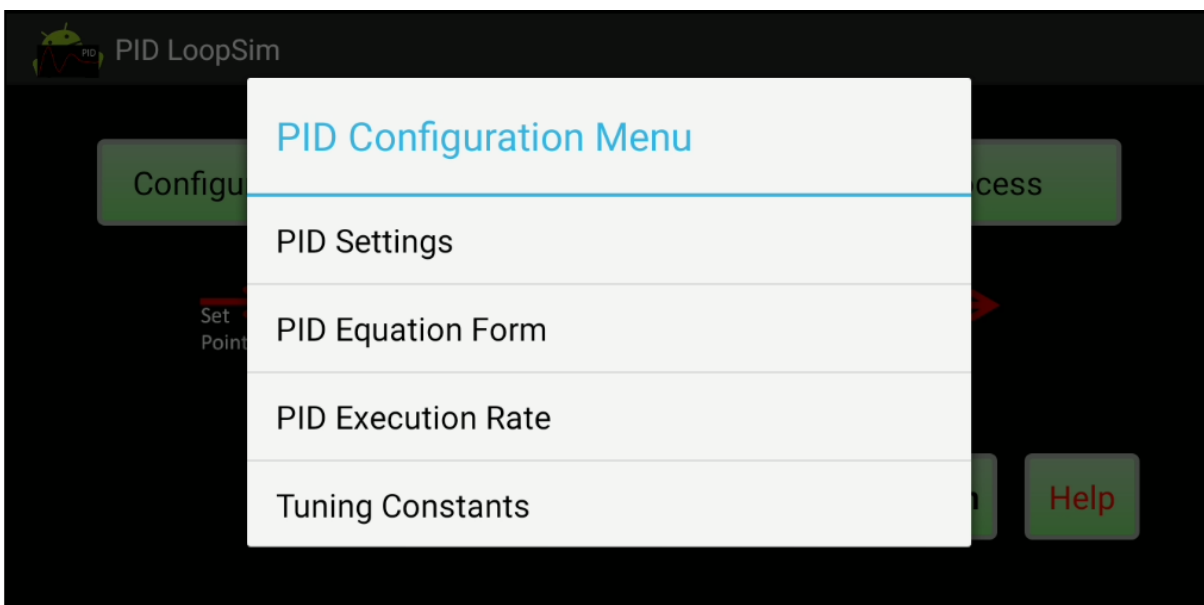 PID
PID LoopSim
PID Configuration Menu
Configu
cess
PID Settings
Set
Point
PID Equation Form
PID Execution Rate
Tuning Constants
Help